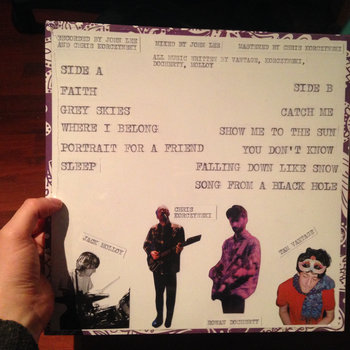 RECORDED BY JOHN LEE
AND CHRIS KORCZYNSKI
MIXED BY JOHN LEE
MASTERED BY CHRIS KORCZYNSKI
ALL MUSIC WRITTEN BY VANTAGE, KORCZYNSKI,
DOCHERTY, MOLLOY
SIDE A
FAITH
GREY SKIES
WHERE I BELONG
PORTRAIT FOR A FRIEND
SLEEP
SIDE B
CATCH ME
SHOW ME TO THE SUN
YOU DON'T KNOW
FALLING DOWN LIKE SNOW
SONG FROM A BLACK HOLE
JACK MOLLOY
CHRIS
KORCZYNSKI
ROWAN DOCHERTY
TAM VANTAGE